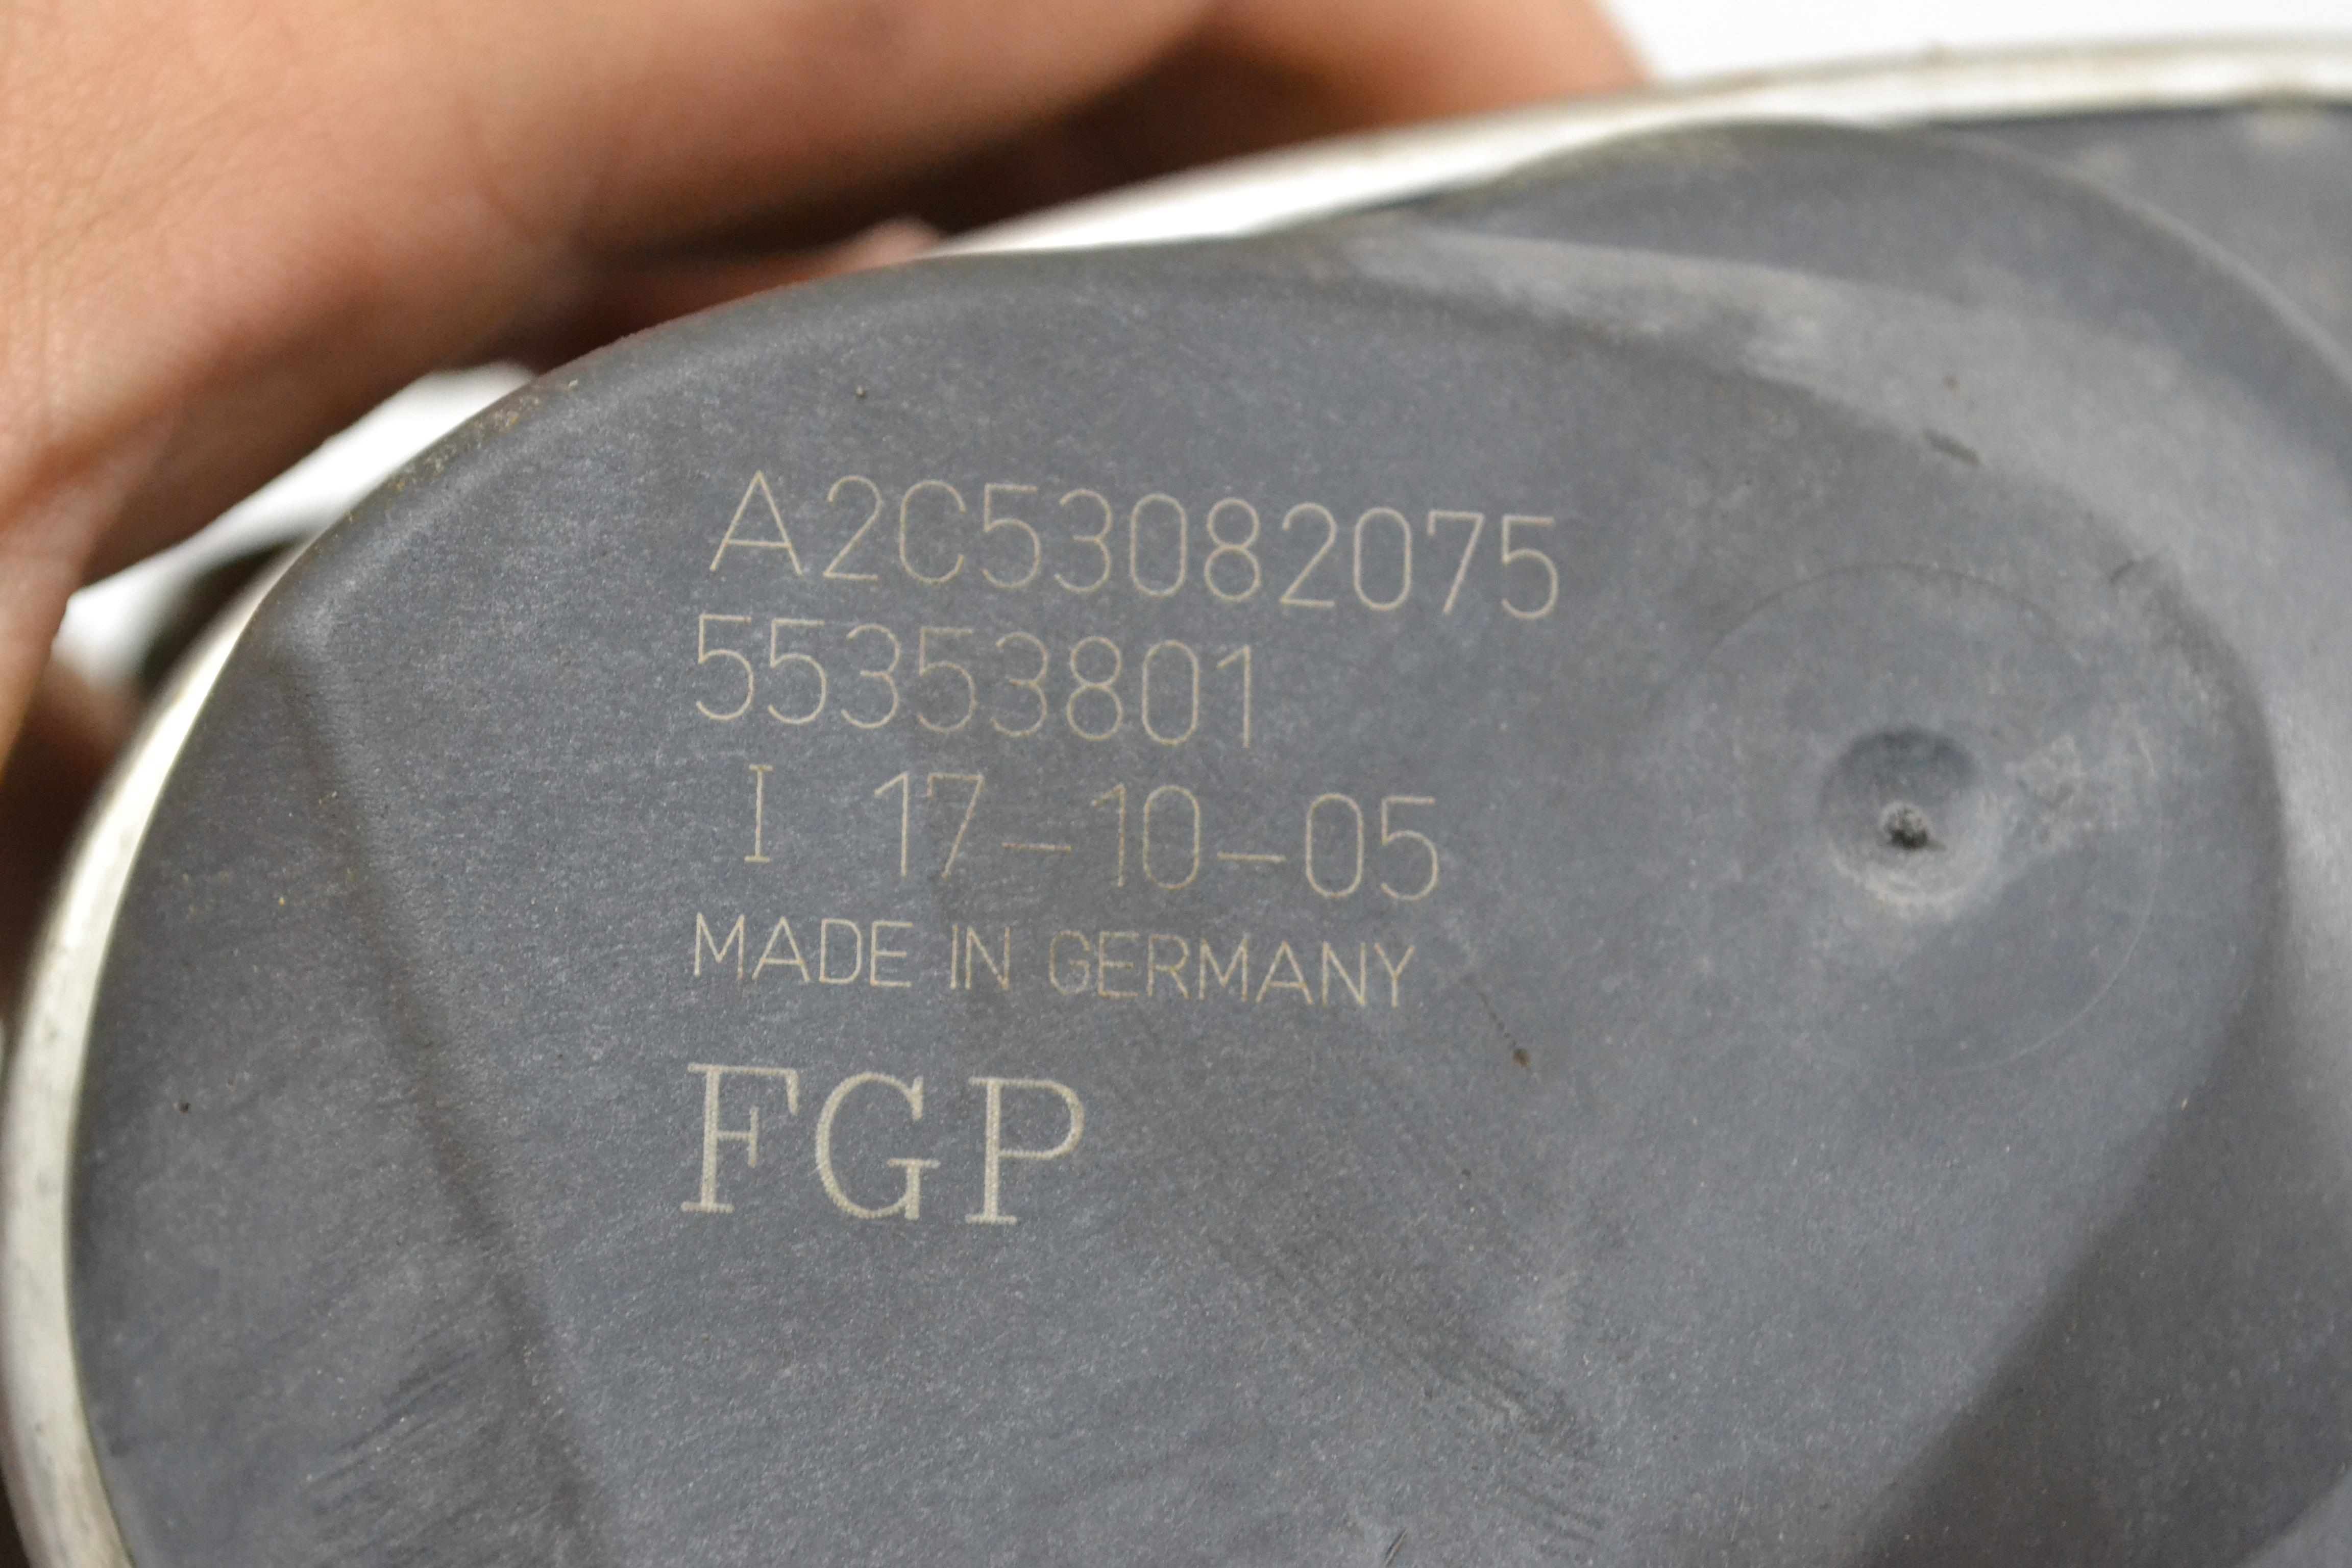 A2C53082075
55353801
I 17-10-05
MADE IN GERMANY
FGP